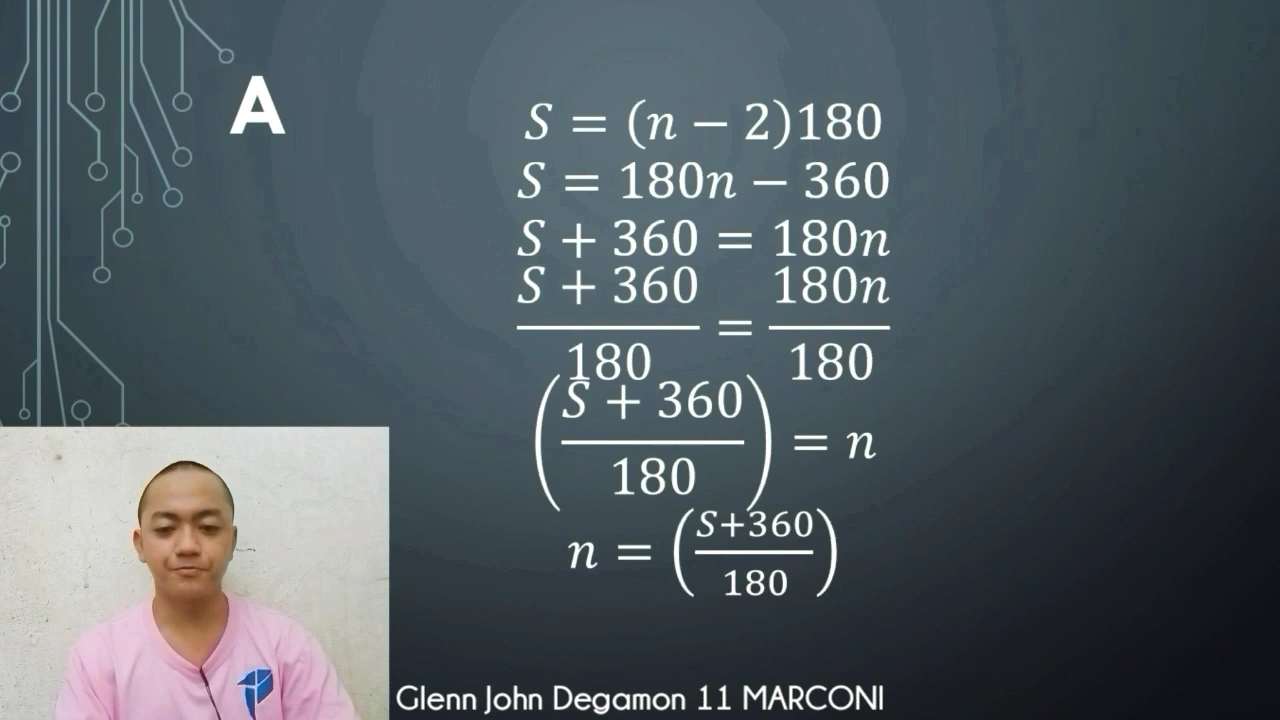 A
S = (n − 2)180
S = 180n − 360
S + 360 = 180n
S + 360 / 180 = 180n / 180
(S + 360 / 180) = n
n = (S+360 / 180)
Glenn John Degamon 11 MARCONI